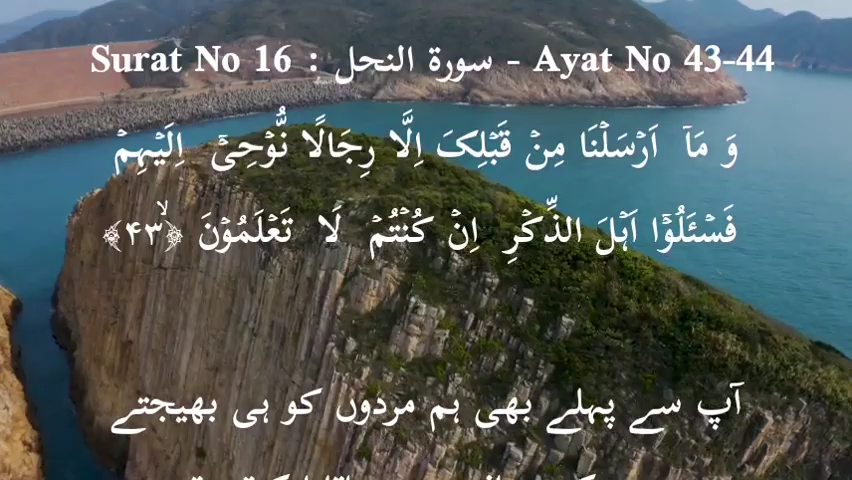 Surat No 16 : سورة النحل - Ayat No 43-44
وَ مَاۤ اَرۡسَلۡنَا مِنۡ قَبۡلِکَ اِلَّا رِجَالًا نُّوۡحِیۡۤ اِلَیۡہِمۡ
فَسۡـَٔلُوۡۤا اَہۡلَ الذِّکۡرِ اِنۡ کُنۡتُمۡ لَا تَعۡلَمُوۡنَ ﴿ۙ۴۳﴾
آپ سے پہلے بھی ہم مردوں کو ہی بھیجتے